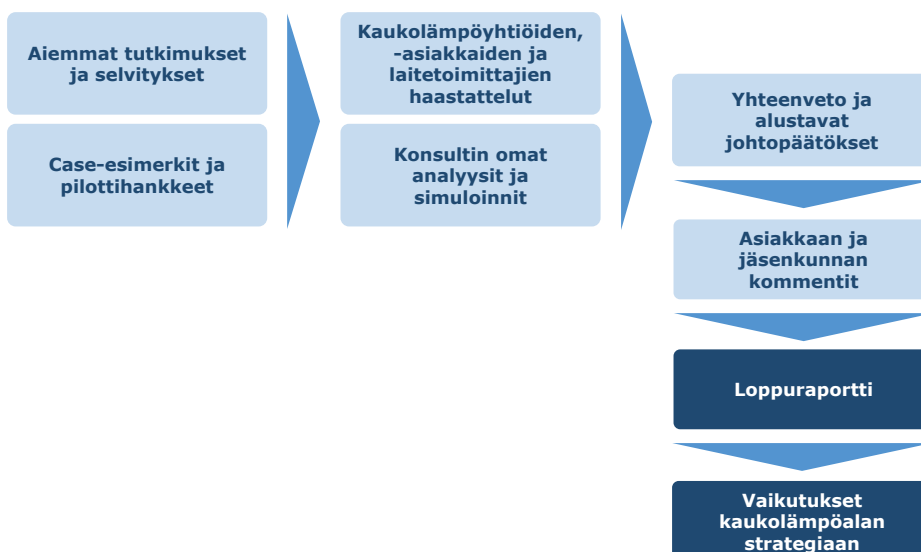 Aiemmat tutkimukset
ja selvitykset
Case-esimerkit ja
pilottihankkeet
Kaukolämpöyhtiöiden,
-asiakkaiden ja
laitetoimittajien
haastattelut
Konsultin omat
analyysit ja
simuloinnit
Yhteenveto ja
alustavat
johtopäätökset
Asiakkaan ja
jäsenkunnan
kommentit
Loppuraportti
Vaikutukset
kaukolämpöalan
strategiaan